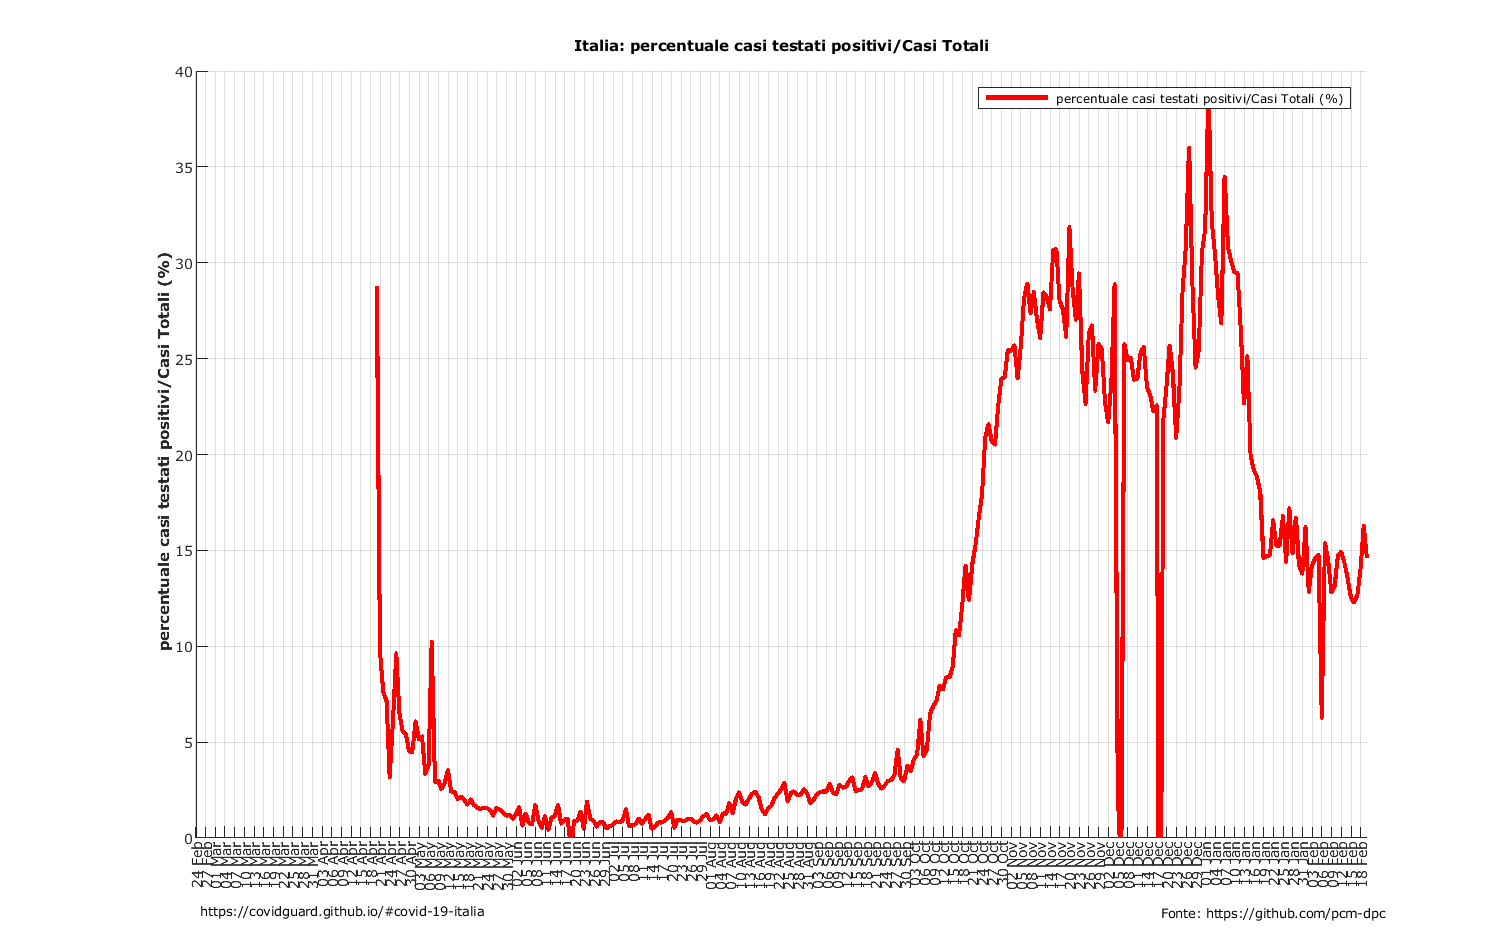 Italia: percentuale casi testati positivi/Casi Totali
percentuale casi testati positivi/Casi Totali (%)
percentuale casi testati positivi/Casi Totali (%)
40
35
30
25
20
15
10
5
0
24 Feb
27 Feb
01 Mar
04 Mar
07 Mar
10 Mar
13 Mar
16 Mar
19 Mar
22 Mar
25 Mar
28 Mar
31 Mar
03 Apr
06 Apr
09 Apr
12 Apr
15 Apr
18 Apr
21 Apr
24 Apr
27 Apr
30 Apr
03 May
06 May
09 May
12 May
15 May
18 May
21 May
24 May
27 May
30 May
02 Jun
05 Jun
08 Jun
11 Jun
14 Jun
17 Jun
20 Jun
23 Jun
26 Jun
29 Jun
02 Jul
05 Jul
08 Jul
11 Jul
14 Jul
17 Jul
20 Jul
23 Jul
26 Jul
29 Jul
01 Aug
04 Aug
07 Aug
10 Aug
13 Aug
16 Aug
19 Aug
22 Aug
25 Aug
28 Aug
31 Aug
03 Sep
06 Sep
09 Sep
12 Sep
15 Sep
18 Sep
21 Sep
24 Sep
27 Sep
30 Sep
03 Oct
06 Oct
09 Oct
12 Oct
15 Oct
18 Oct
21 Oct
24 Oct
27 Oct
30 Oct
02 Nov
05 Nov
08 Nov
11 Nov
14 Nov
17 Nov
20 Nov
23 Nov
26 Nov
29 Nov
02 Dec
05 Dec
08 Dec
11 Dec
14 Dec
17 Dec
20 Dec
23 Dec
26 Dec
29 Dec
01 Jan
04 Jan
07 Jan
10 Jan
13 Jan
16 Jan
19 Jan
22 Jan
25 Jan
28 Jan
31 Jan
03 Feb
06 Feb
09 Feb
12 Feb
15 Feb
18 Feb
https://covidguard.github.io/#covid-19-italia
Fonte: https://github.com/pcm-dpc